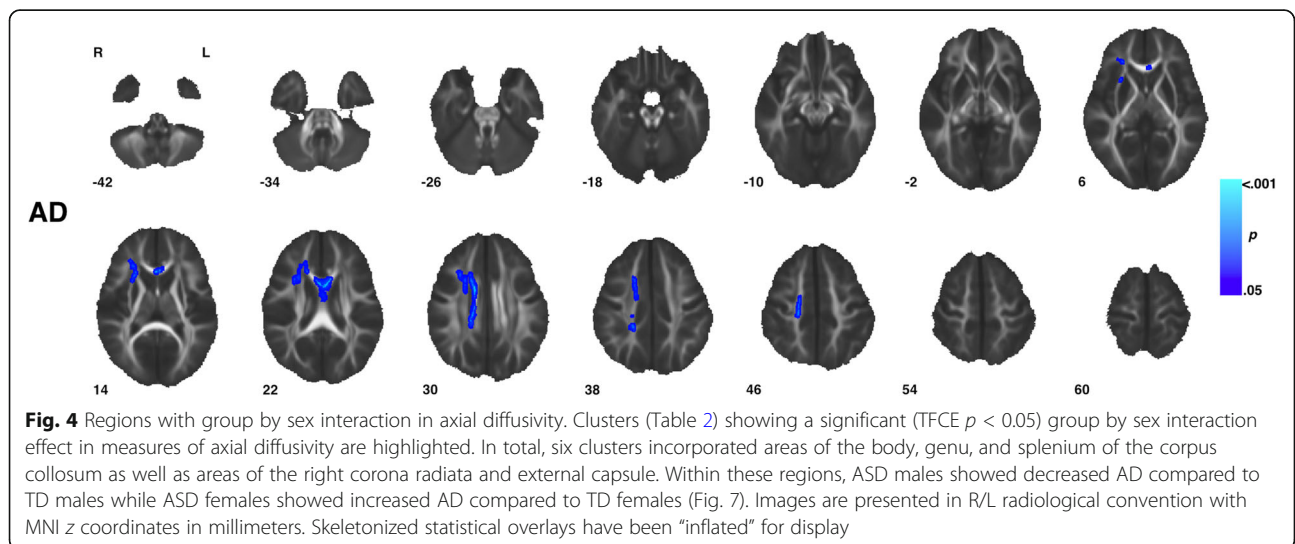 R L
-42 -34 -26 -18 -10 -2 6
<.001
AD
p
.05
14 22 30 38 46 54 60
Fig. 4 Regions with group by sex interaction in axial diffusivity. Clusters (Table 2) showing a significant (TFCE p < 0.05) group by sex interaction
effect in measures of axial diffusivity are highlighted. In total, six clusters incorporated areas of the body, genu, and splenium of the corpus
collosum as well as areas of the right corona radiata and external capsule. Within these regions, ASD males showed decreased AD compared to
TD males while ASD females showed increased AD compared to TD females (Fig. 7). Images are presented in R/L radiological convention with
MNI z coordinates in millimeters. Skeletonized statistical overlays have been “inflated” for display